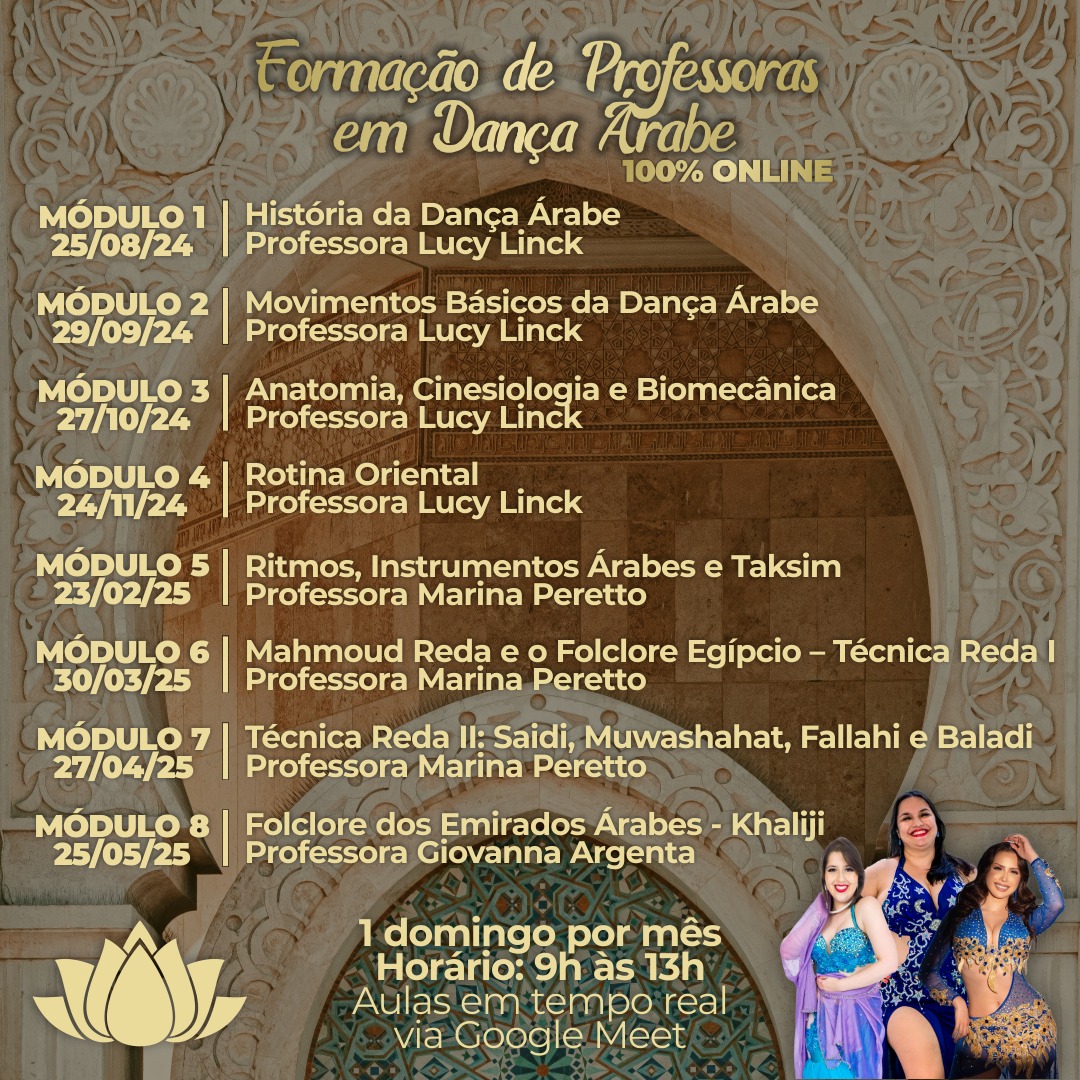 Formação de Professoras
em Dança Árabe
100% ONLINE
MÓDULO 1
25/08/24
História da Dança Árabe
Professora Lucy Linck
MÓDULO 2
29/09/24
Movimentos Básicos da Dança Árabe
Professora Lucy Linck
MÓDULO 3
27/10/24
Anatomia, Cinesiologia e Biomecânica
Professora Lucy Linck
MÓDULO 4
24/11/24
Rotina Oriental
Professora Lucy Linck
MÓDULO 5
23/02/25
Ritmos, Instrumentos Árabes e Taksim
Professora Marina Peretto
MÓDULO 6
30/03/25
Mahmoud Reda e o Folclore Egípcio – Técnica Reda I
Professora Marina Peretto
MÓDULO 7
27/04/25
Técnica Reda II: Saidi, Muwashahat, Fallahi e Baladi
Professora Marina Peretto
MÓDULO 8
25/05/25
Folclore dos Emirados Árabes - Khaliji
Professora Giovanna Argenta
1 domingo por mês
Horário: 9h as 13h
Aulas em tempo real
via Google Meet